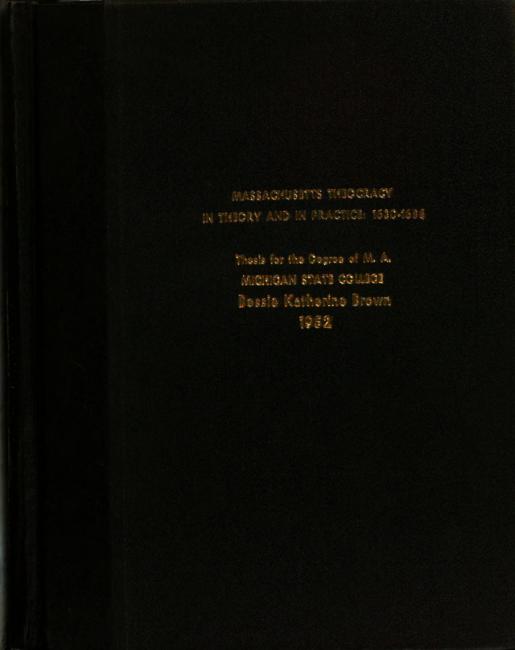 MASSACHUSETTS THEOCRACY
IN THEORY AND IN PRACTICE: 1630-1688
Thesis for the Degree of M. A.
MICHIGAN STATE COLLEGE
Bessie Katherine Brown
1952